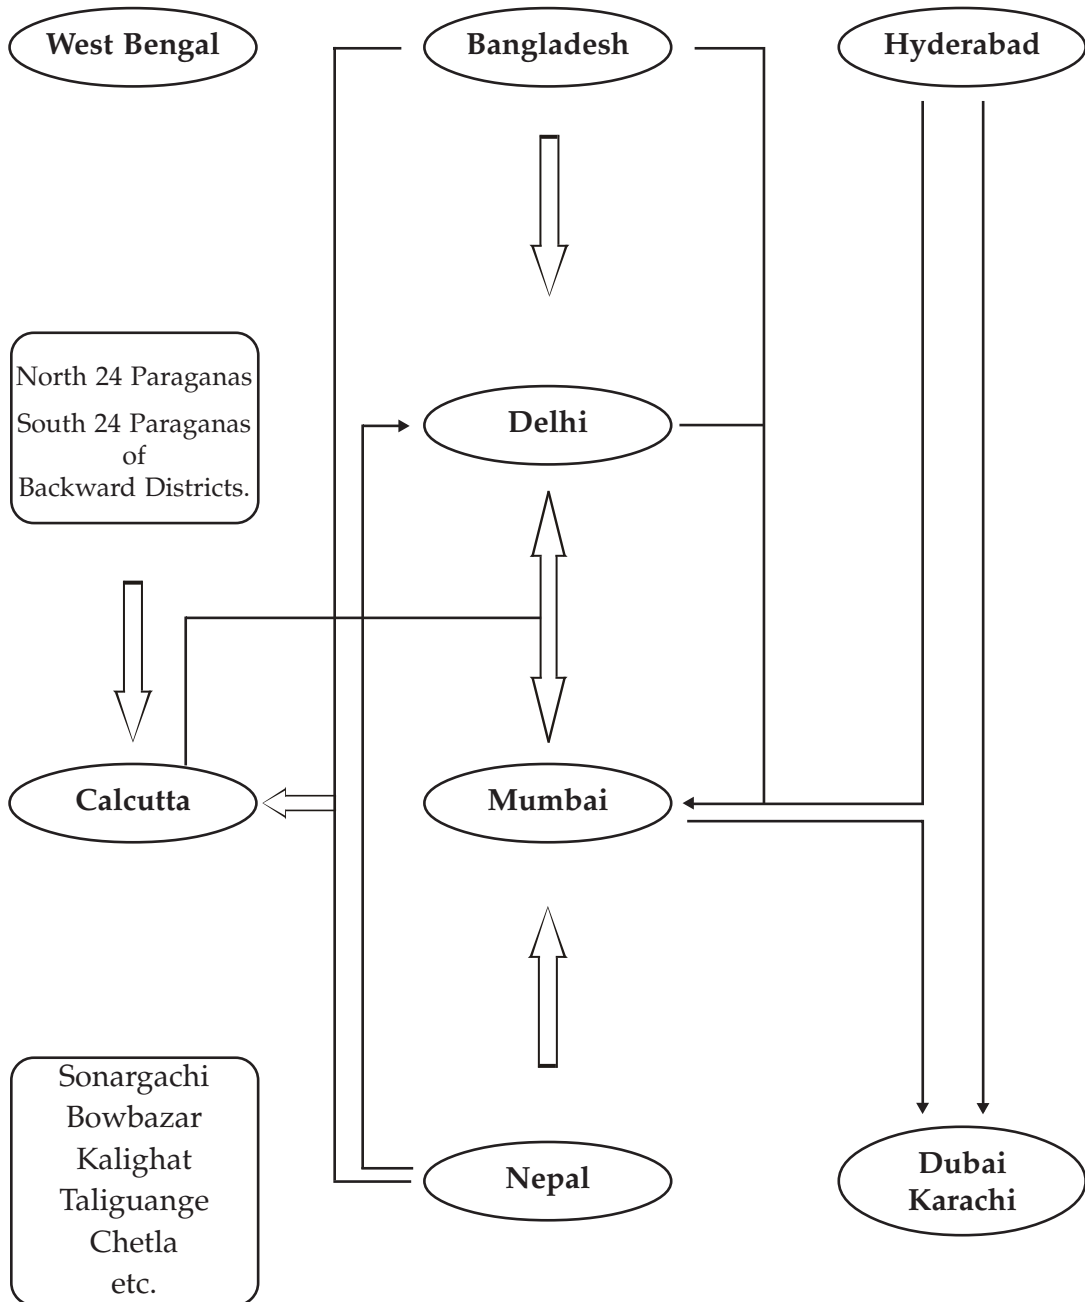 West Bengal
Bangladesh
Hyderabad
North 24 Paraganas
South 24 Paraganas
of
Backward Districts.
Delhi
Calcutta
Mumbai
Sonargachi
Bowbazar
Kalighat
Taliguange
Chetla
etc.
Nepal
Dubai
Karachi